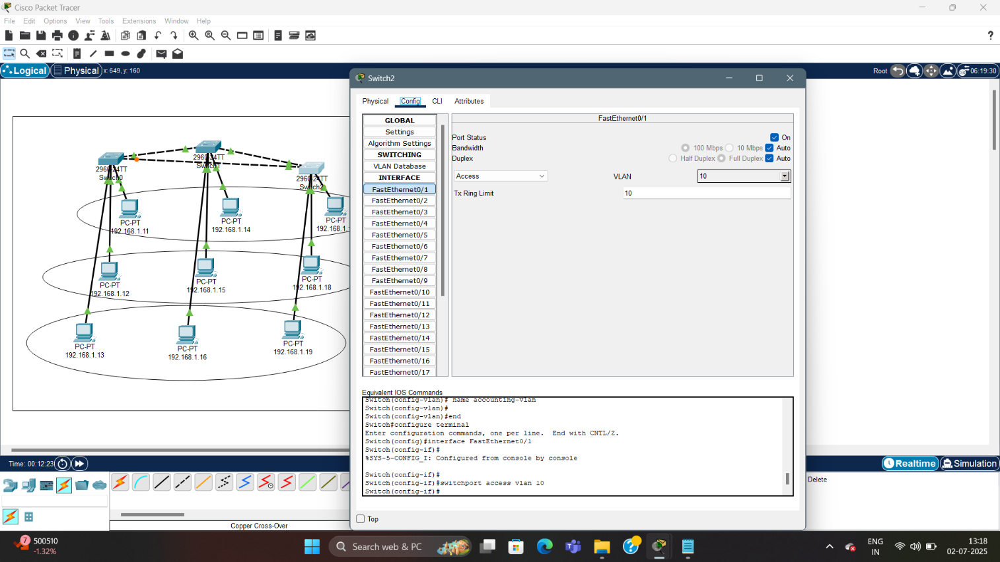 Cisco Packet Tracer
File Edit Options View Tools Extensions Window Help
?
Logical Physical x: 649, y: 160
Root 06:19:30
2960-24TT
Switch0
2960-24TT
Switch1
2960-24TT
Switch2
PC-PT
192.168.1.11
PC-PT
192.168.1.14
PC-PT
192.168.1.
PC-PT
192.168.1.12
PC-PT
192.168.1.15
PC-PT
192.168.1.18
PC-PT
192.168.1.13
PC-PT
192.168.1.16
PC-PT
192.168.1.19
Switch2
Physical Config CLI Attributes
GLOBAL
Settings
Algorithm Settings
SWITCHING
VLAN Database
INTERFACE
FastEthernet0/1
FastEthernet0/2
FastEthernet0/3
FastEthernet0/4
FastEthernet0/5
FastEthernet0/6
FastEthernet0/7
FastEthernet0/8
FastEthernet0/9
FastEthernet0/10
FastEthernet0/11
FastEthernet0/12
FastEthernet0/13
FastEthernet0/14
FastEthernet0/15
FastEthernet0/16
FastEthernet0/17
FastEthernet0/1
Port Status On
Bandwidth 100 Mbps 10 Mbps Auto
Duplex Half Duplex Full Duplex Auto
Access VLAN 10
Tx Ring Limit 10
Equivalent IOS Commands
Switch(config-vlan)# name accounting-vlan
Switch(config-vlan)#
Switch(config-vlan)#end
Switch#configure terminal
Enter configuration commands, one per line. End with CNTL/Z.
Switch(config)#interface FastEthernet0/1
Switch(config-if)#
%SYS-5-CONFIG_I: Configured from console by console
Switch(config-if)#
Switch(config-if)#switchport access vlan 10
Switch(config-if)#
Top
Time: 00:12:23
Realtime Simulation
Delete
Copper Cross-Over
7
500510
-1.32%
Search web & PC
ENG
IN
13:18
02-07-2025